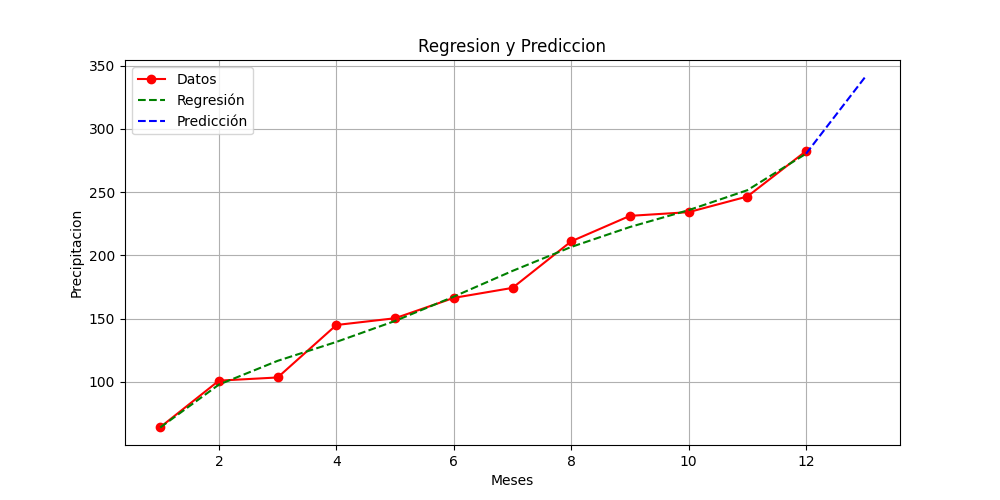 Regresion y Prediccion
Datos
Regresión
Predicción
350
300
250
200
150
100
Precipitacion
2
4
6
8
10
12
Meses